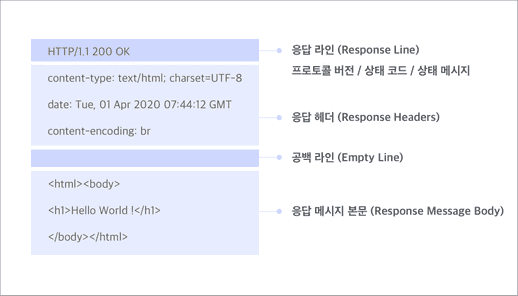 HTTP/1.1 200 OK
응답 라인 (Response Line)
프로토콜 버전 / 상태 코드 / 상태 메시지
content-type: text/html; charset=UTF-8
date: Tue, 01 Apr 2020 07:44:12 GMT
content-encoding: br
응답 헤더 (Response Headers)
공백 라인 (Empty Line)
<html><body>
<h1>Hello World !</h1>
</body></html>
응답 메시지 본문 (Response Message Body)